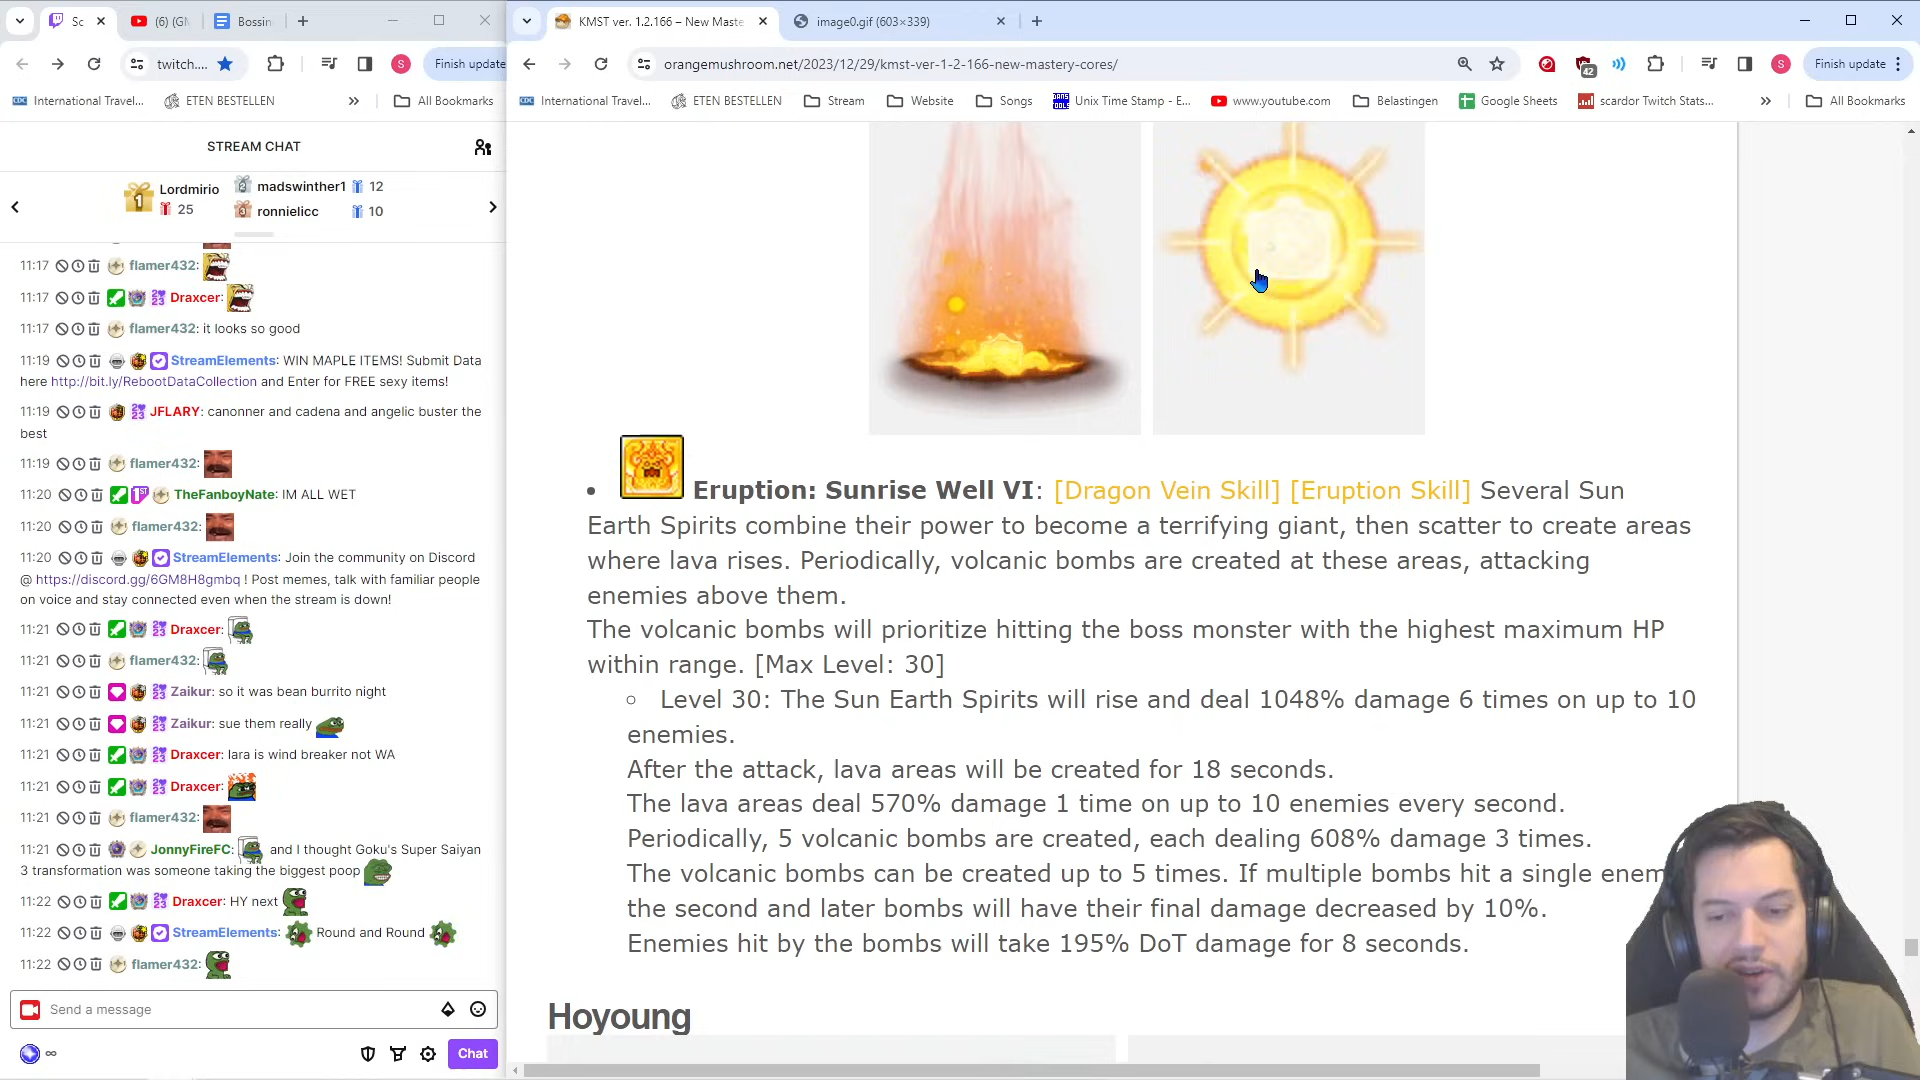 Sc
(6) (GM
Bossin
KMST ver. 1.2.166 – New Maste
image0.gif (603×339)
twitch....
S
Finish update
orangemushroom.net/2023/12/29/kmst-ver-1-2-166-new-mastery-cores/
42
S
Finish update
International Travel...
ETEN BESTELLEN
»
All Bookmarks
International Travel...
ETEN BESTELLEN
Stream
Website
Songs
Unix Time Stamp - E...
www.youtube.com
Belastingen
Google Sheets
scardor Twitch Stats...
»
All Bookmarks
STREAM CHAT
1
Lordmirio
25
2
madswinther1
12
3
ronnielicc
10
11:17 flamer432:
11:17 Draxcer:
11:17 flamer432: it looks so good
11:19 StreamElements: WIN MAPLE ITEMS! Submit Data
here http://bit.ly/RebootDataCollection and Enter for FREE sexy items!
11:19 JFLARY: canonner and cadena and angelic buster the
best
11:19 flamer432:
11:20 TheFanboyNate: IM ALL WET
11:20 flamer432:
11:20 StreamElements: Join the community on Discord
@ https://discord.gg/6GM8H8gmbq ! Post memes, talk with familiar people
on voice and stay connected even when the stream is down!
11:21 Draxcer:
11:21 flamer432:
11:21 Zaikur: so it was bean burrito night
11:21 Zaikur: sue them really
11:21 Draxcer: lara is wind breaker not WA
11:21 Draxcer:
11:21 flamer432:
11:21 JonnyFireFC: and I thought Goku's Super Saiyan
3 transformation was someone taking the biggest poop
11:22 Draxcer: HY next
11:22 StreamElements: Round and Round
11:22 flamer432:
Send a message
∞
Chat
• Eruption: Sunrise Well VI: [Dragon Vein Skill] [Eruption Skill] Several Sun
Earth Spirits combine their power to become a terrifying giant, then scatter to create areas
where lava rises. Periodically, volcanic bombs are created at these areas, attacking
enemies above them.
The volcanic bombs will prioritize hitting the boss monster with the highest maximum HP
within range. [Max Level: 30]
○ Level 30: The Sun Earth Spirits will rise and deal 1048% damage 6 times on up to 10
enemies.
After the attack, lava areas will be created for 18 seconds.
The lava areas deal 570% damage 1 time on up to 10 enemies every second.
Periodically, 5 volcanic bombs are created, each dealing 608% damage 3 times.
The volcanic bombs can be created up to 5 times. If multiple bombs hit a single enem
the second and later bombs will have their final damage decreased by 10%.
Enemies hit by the bombs will take 195% DoT damage for 8 seconds.
Hoyoung